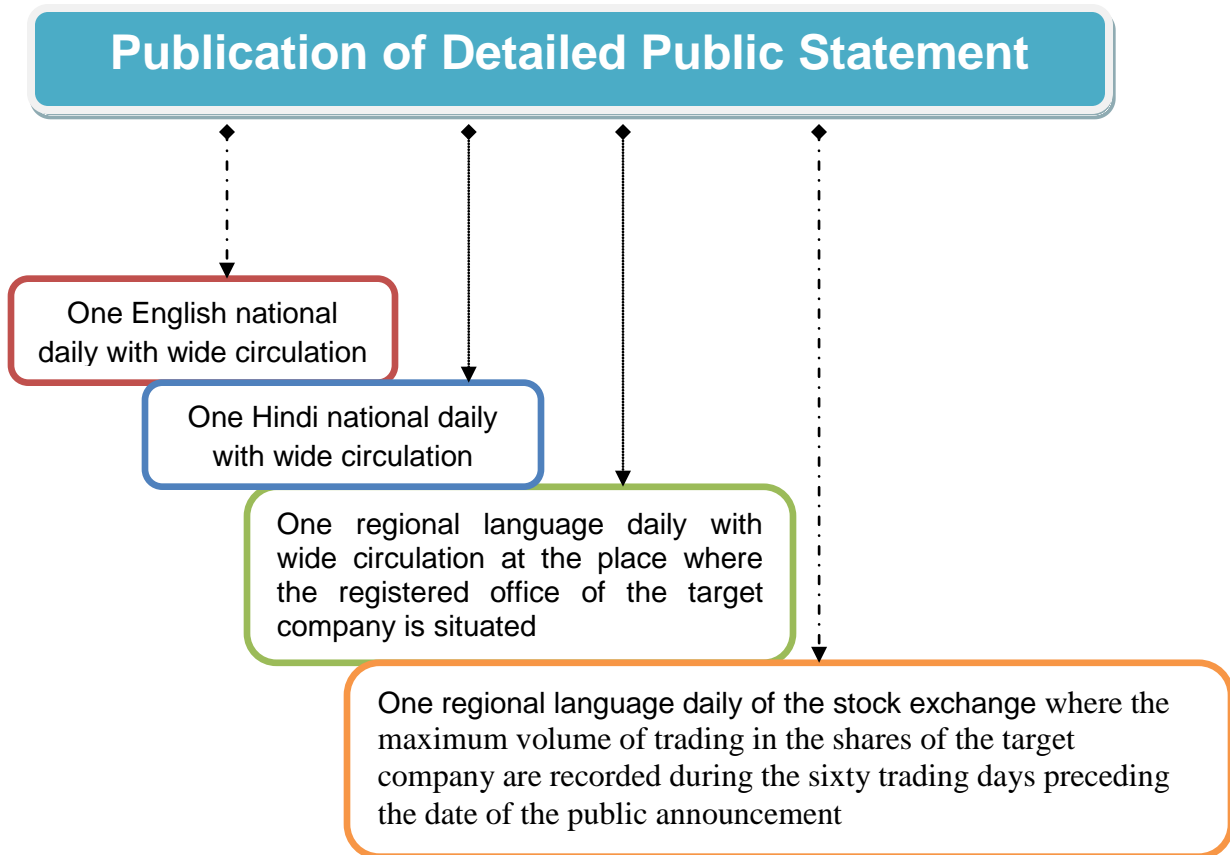 Publication of Detailed Public Statement
One English national
daily with wide circulation
One Hindi national daily
with wide circulation
One regional language daily with
wide circulation at the place where
the registered office of the target
company is situated
One regional language daily of the stock exchange where the
maximum volume of trading in the shares of the target
company are recorded during the sixty trading days preceding
the date of the public announcement